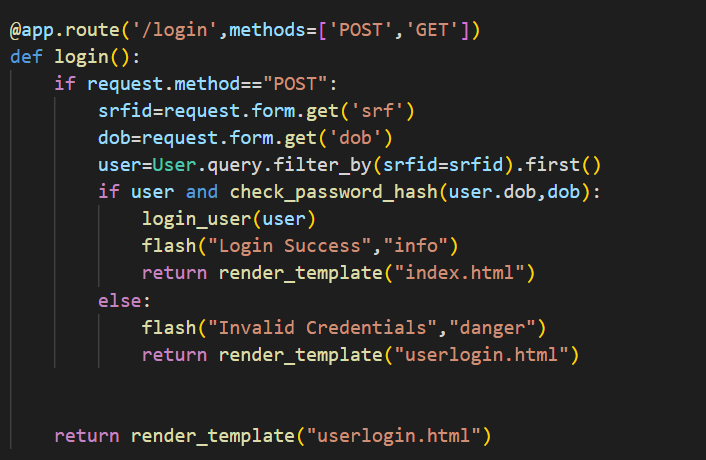 @app.route('/login',methods=['POST','GET'])
def login():
    if request.method=="POST":
        srfid=request.form.get('srf')
        dob=request.form.get('dob')
        user=User.query.filter_by(srfid=srfid).first()
        if user and check_password_hash(user.dob,dob):
            login_user(user)
            flash("Login Success","info")
            return render_template("index.html")
        else:
            flash("Invalid Credentials","danger")
            return render_template("userlogin.html")
    return render_template("userlogin.html")